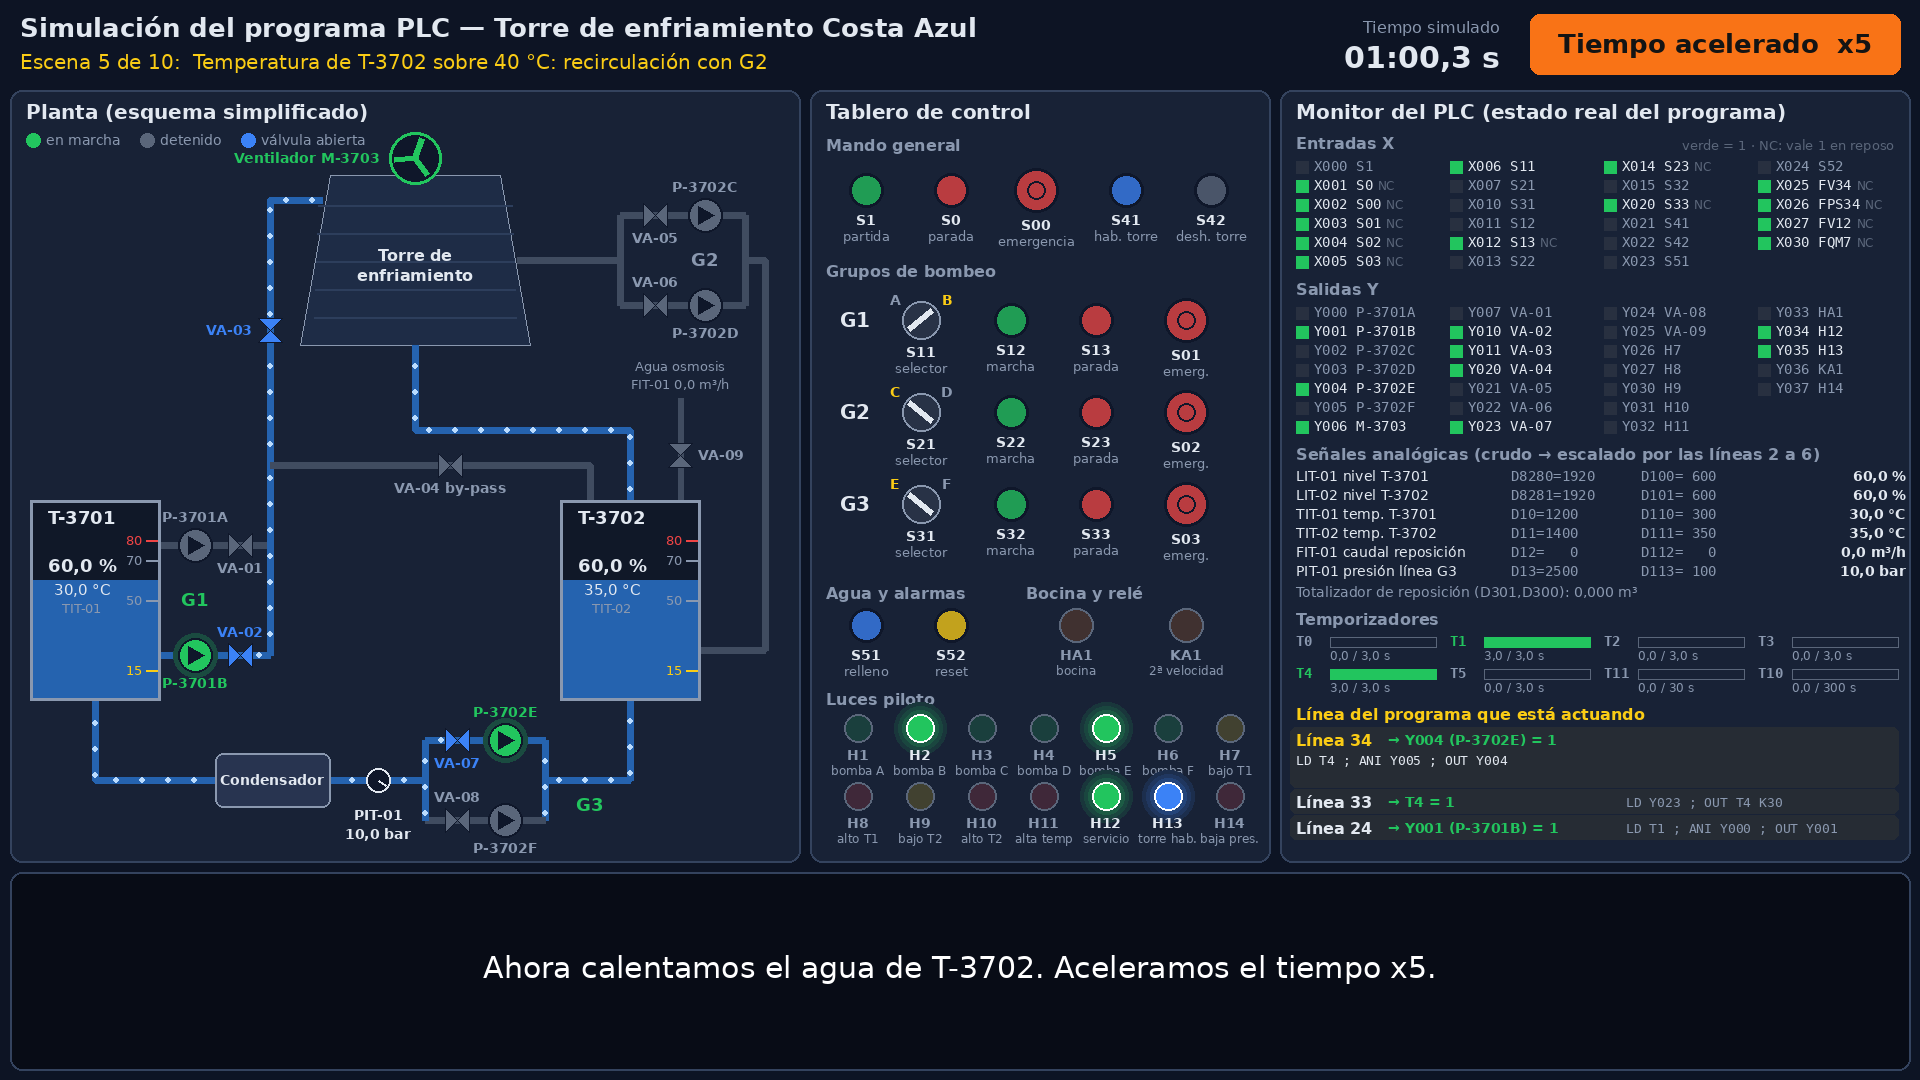 Simulación del programa PLC — Torre de enfriamiento Costa Azul
Escena 5 de 10:  Temperatura de T-3702 sobre 40 °C: recirculación con G2
Tiempo simulado
01:00,3 s
Tiempo acelerado  x5
Planta (esquema simplificado)
en marcha
detenido
válvula abierta
Ventilador M-3703
P-3702C
VA-05
G2
VA-06
P-3702D
Torre de
enfriamiento
VA-03
Agua osmosis
FIT-01 0,0 m³/h
VA-09
VA-04 by-pass
T-3701
60,0 %
30,0 °C
TIT-01
80
70
50
15
P-3701A
VA-01
G1
VA-02
P-3701B
T-3702
60,0 %
35,0 °C
TIT-02
80
70
50
15
P-3702E
VA-07
VA-08
P-3702F
G3
Condensador
PIT-01
10,0 bar
Tablero de control
Mando general
S1
partida
S0
parada
S00
emergencia
S41
hab. torre
S42
desh. torre
Grupos de bombeo
G1
A
B
S11
selector
S12
marcha
S13
parada
S01
emerg.
G2
C
D
S21
selector
S22
marcha
S23
parada
S02
emerg.
G3
E
F
S31
selector
S32
marcha
S33
parada
S03
emerg.
Agua y alarmas
Bocina y relé
S51
relleno
S52
reset
HA1
bocina
KA1
2ª velocidad
Luces piloto
H1
bomba A
H2
bomba B
H3
bomba C
H4
bomba D
H5
bomba E
H6
bomba F
H7
bajo T1
H8
alto T1
H9
bajo T2
H10
alto T2
H11
alta temp
H12
servicio
H13
torre hab.
H14
baja pres.
Monitor del PLC (estado real del programa)
Entradas X
verde = 1 · NC: vale 1 en reposo
X000 S1
X006 S11
X014 S23 NC
X024 S52
X001 S0 NC
X007 S21
X015 S32
X025 FV34 NC
X002 S00 NC
X010 S31
X020 S33 NC
X026 FPS34 NC
X003 S01 NC
X011 S12
X021 S41
X027 FV12 NC
X004 S02 NC
X012 S13 NC
X022 S42
X030 FQM7 NC
X005 S03 NC
X013 S22
X023 S51
Salidas Y
Y000 P-3701A
Y007 VA-01
Y024 VA-08
Y033 HA1
Y001 P-3701B
Y010 VA-02
Y025 VA-09
Y034 H12
Y002 P-3702C
Y011 VA-03
Y026 H7
Y035 H13
Y003 P-3702D
Y020 VA-04
Y027 H8
Y036 KA1
Y004 P-3702E
Y021 VA-05
Y030 H9
Y037 H14
Y005 P-3702F
Y022 VA-06
Y031 H10
Y006 M-3703
Y023 VA-07
Y032 H11
Señales analógicas (crudo → escalado por las líneas 2 a 6)
LIT-01 nivel T-3701 D8280=1920 D100= 600 60,0 %
LIT-02 nivel T-3702 D8281=1920 D101= 600 60,0 %
TIT-01 temp. T-3701 D10=1200 D110= 300 30,0 °C
TIT-02 temp. T-3702 D11=1400 D111= 350 35,0 °C
FIT-01 caudal reposición D12=   0 D112=   0 0,0 m³/h
PIT-01 presión línea G3 D13=2500 D113= 100 10,0 bar
Totalizador de reposición (D301,D300): 0,000 m³
Temporizadores
T0
0,0 / 3,0 s
T1
3,0 / 3,0 s
T2
0,0 / 3,0 s
T3
0,0 / 3,0 s
T4
3,0 / 3,0 s
T5
0,0 / 3,0 s
T11
0,0 / 30 s
T10
0,0 / 300 s
Línea del programa que está actuando
Línea 34 → Y004 (P-3702E) = 1
LD T4 ; ANI Y005 ; OUT Y004
Línea 33 → T4 = 1 LD Y023 ; OUT T4 K30
Línea 24 → Y001 (P-3701B) = 1 LD T1 ; ANI Y000 ; OUT Y001
Ahora calentamos el agua de T-3702. Aceleramos el tiempo x5.